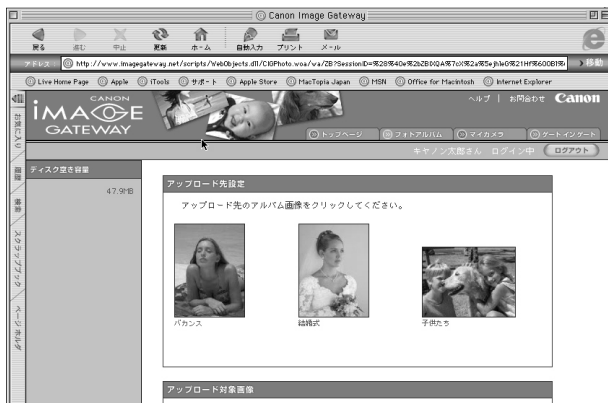 Canon Image Gateway
戻る 進む 中止 更新 ホーム 自動入力 プリント メール
アドレス http://www.imagegateway.net/scripts/WebObjects.dll/CIGPhoto.woa/wa/ZB?SessionID= 移動
Live Home Page Apple iTools サポート Apple Store MacTopia Japan MSN Office for Macintosh Internet Explorer
お気に入り
履歴
検索
スクラップブック
ページホルダ
CANON
iMAGE
GATEWAY
ヘルプ | お問合わせ Canon
トップページ フォトアルバム マイカメラ ゲートインゲート
キヤノン太郎さん ログイン中 ログアウト
ディスク空き容量
47.9MB
アップロード先設定
アップロード先のアルバム画像をクリックしてください。
バカンス 結婚式 子供たち
アップロード対象画像